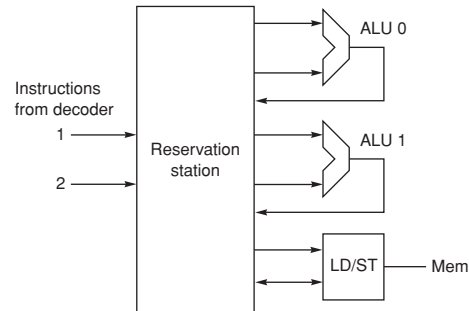 ALU 0
Instructions
from decoder
1
2
Reservation
station
ALU 1
LD/ST
Mem